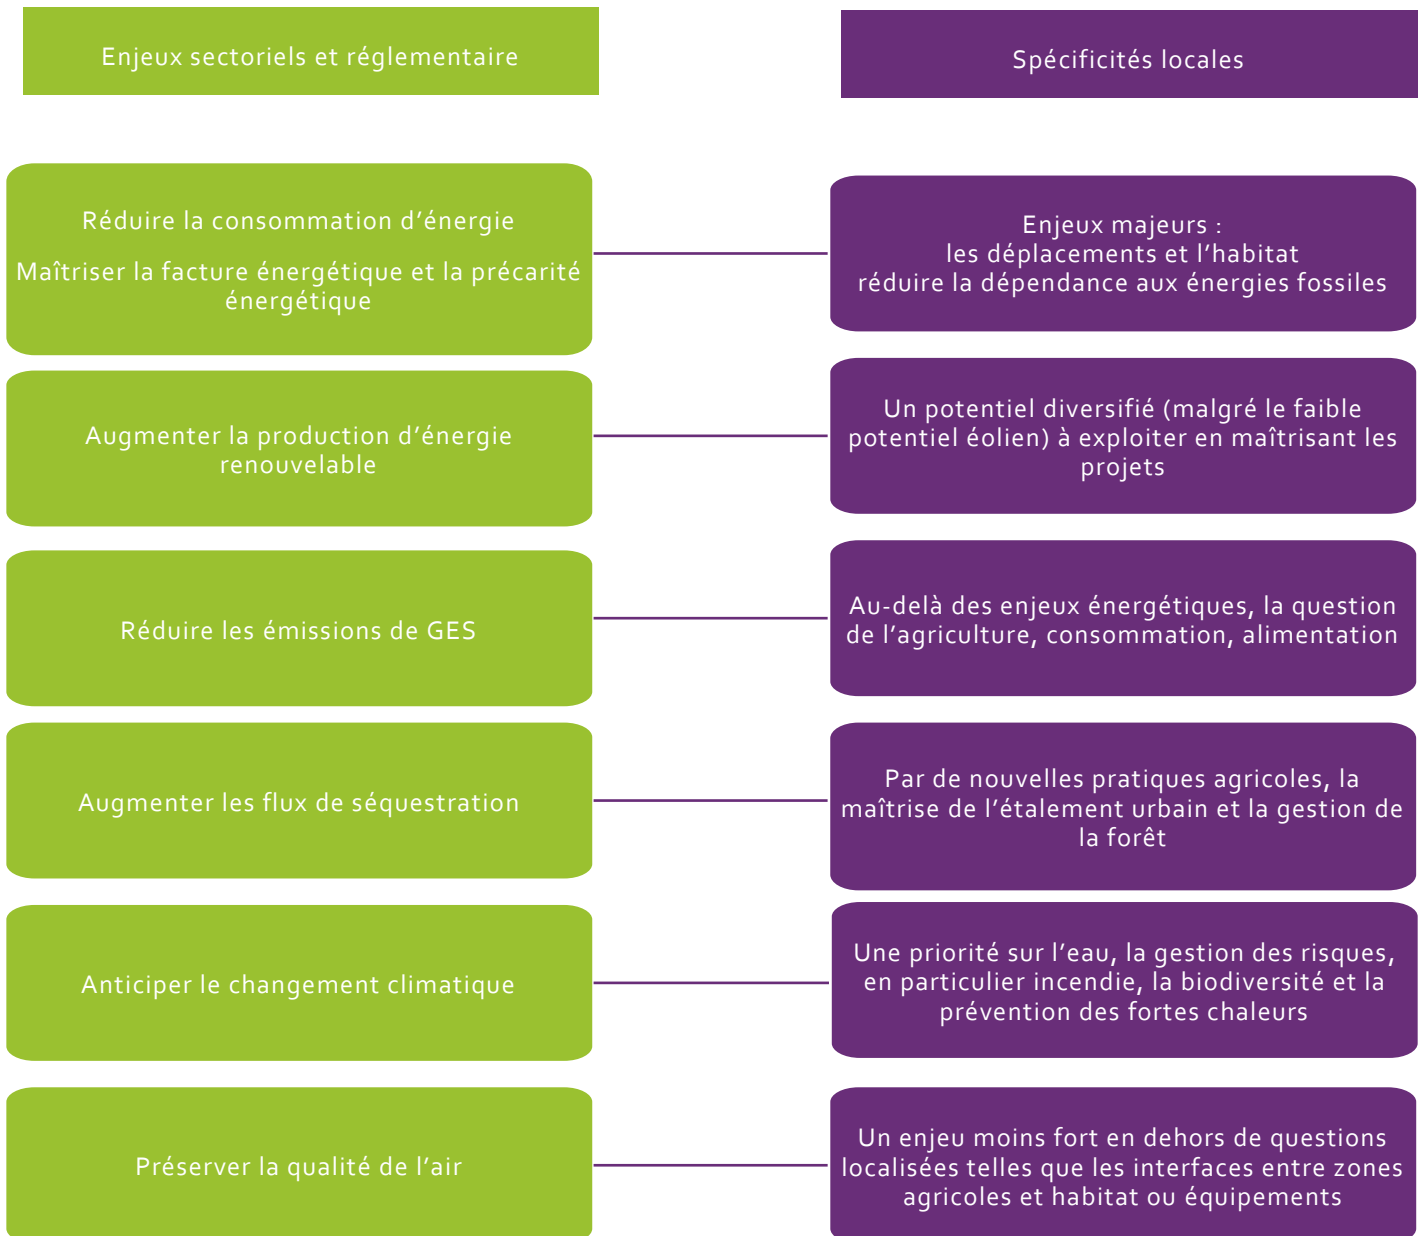 Enjeux sectoriels et réglementaire
Spécificités locales
Réduire la consommation d’énergie
Maîtriser la facture énergétique et la précarité
énergétique
Enjeux majeurs :
les déplacements et l’habitat
réduire la dépendance aux énergies fossiles
Augmenter la production d’énergie
renouvelable
Un potentiel diversifié (malgré le faible
potentiel éolien) à exploiter en maîtrisant les
projets
Réduire les émissions de GES
Au-delà des enjeux énergétiques, la question
de l’agriculture, consommation, alimentation
Augmenter les flux de séquestration
Par de nouvelles pratiques agricoles, la
maîtrise de l’étalement urbain et la gestion de
la forêt
Anticiper le changement climatique
Une priorité sur l’eau, la gestion des risques,
en particulier incendie, la biodiversité et la
prévention des fortes chaleurs
Préserver la qualité de l’air
Un enjeu moins fort en dehors de questions
localisées telles que les interfaces entre zones
agricoles et habitat ou équipements